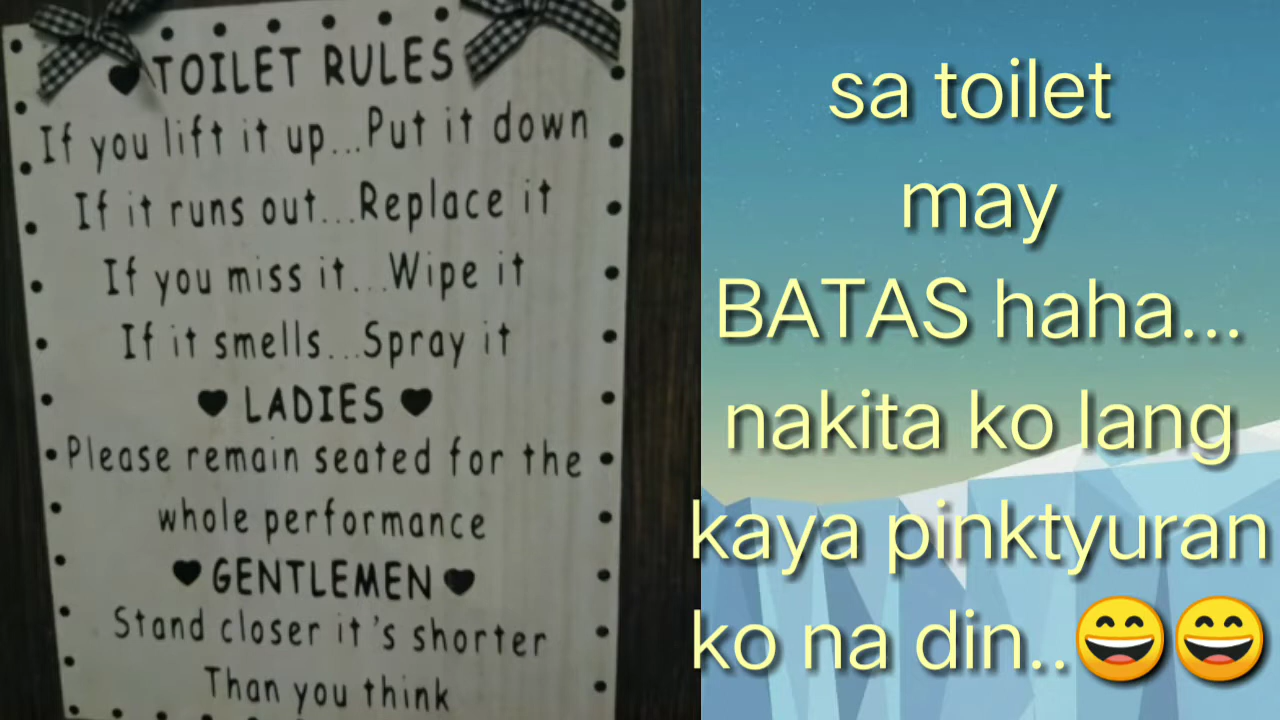 TOILET RULES
If you lift it up...Put it down
If it runs out...Replace it
If you miss it...Wipe it
If it smells...Spray it
LADIES
Please remain seated for the
whole performance
GENTLEMEN
Stand closer it's shorter
Than you think
sa toilet
may
BATAS haha...
nakita ko lang
kaya pinktyuran
ko na din..😄😄